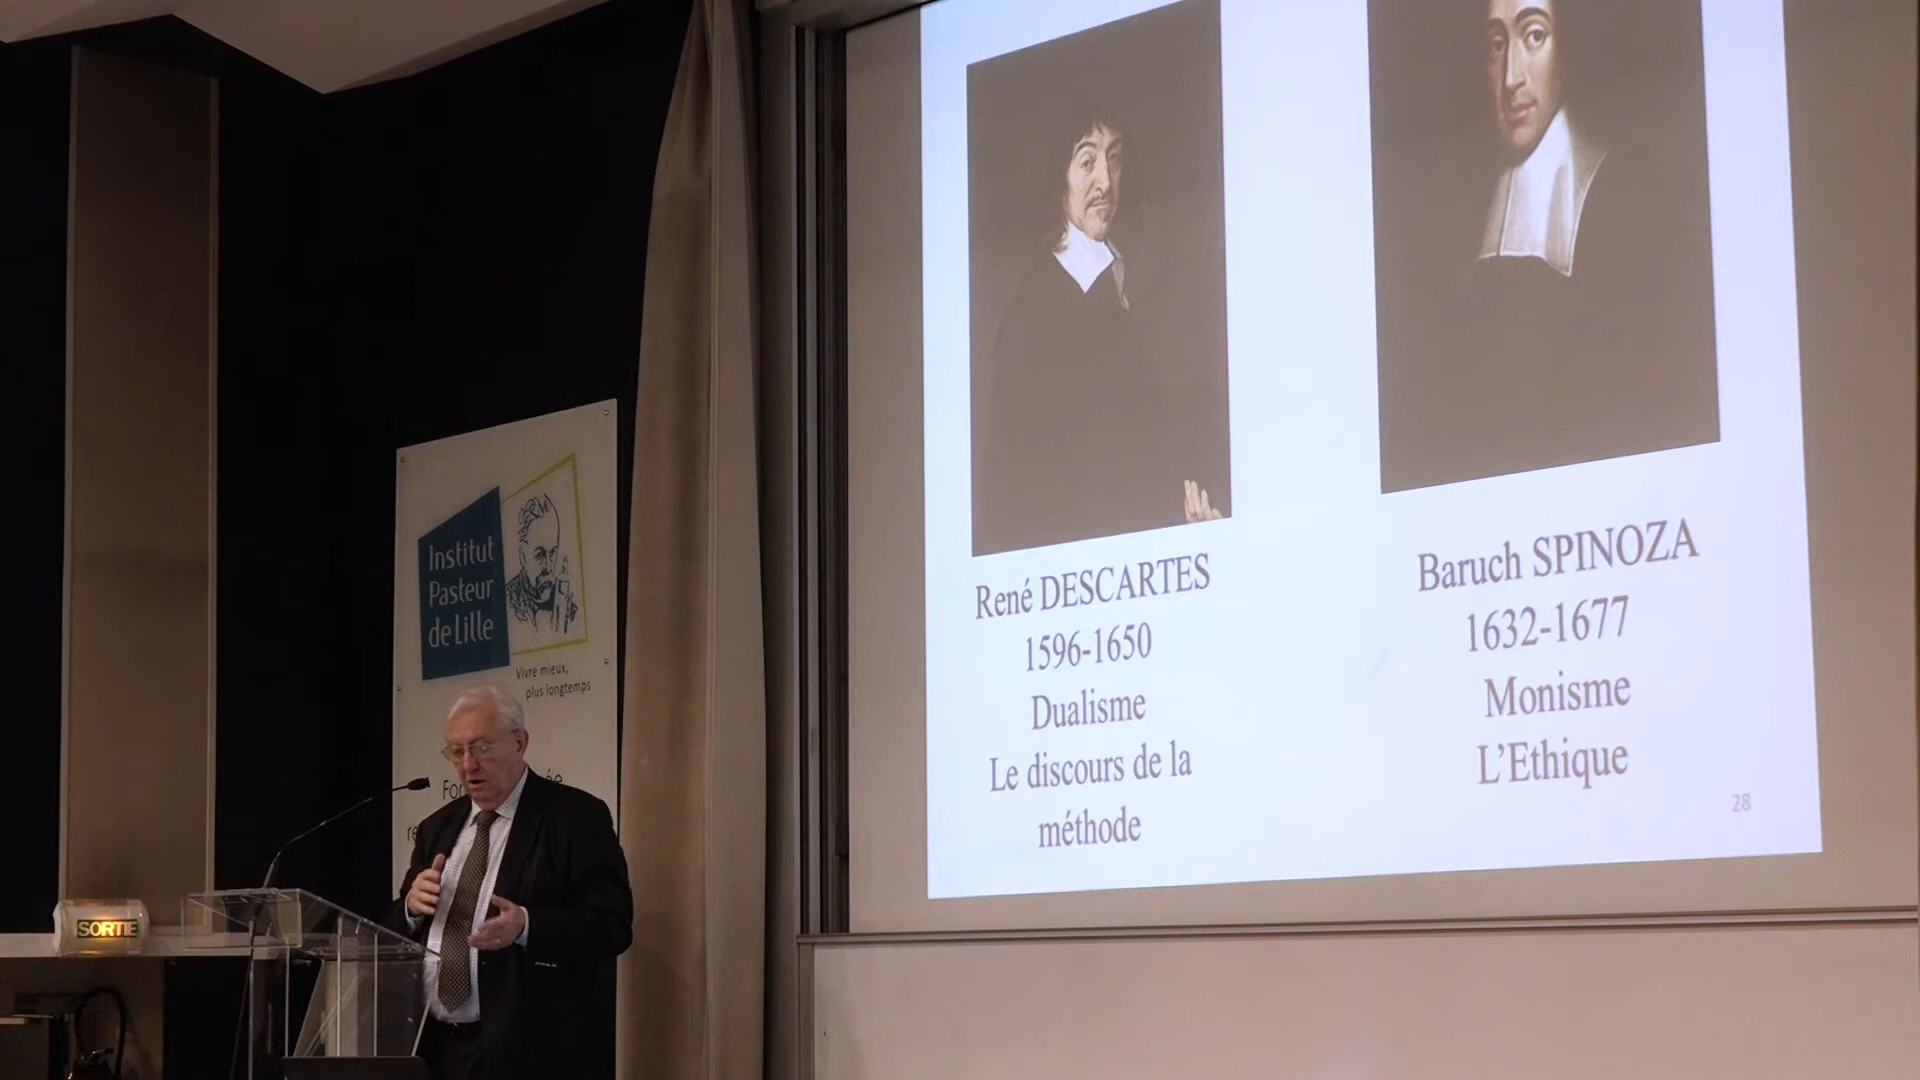 Institut
Pasteur
de Lille
Vivre mieux,
plus longtemps
SORTIE
René DESCARTES
1596-1650
Dualisme
Le discours de la
méthode
Baruch SPINOZA
1632-1677
Monisme
L'Ethique
28